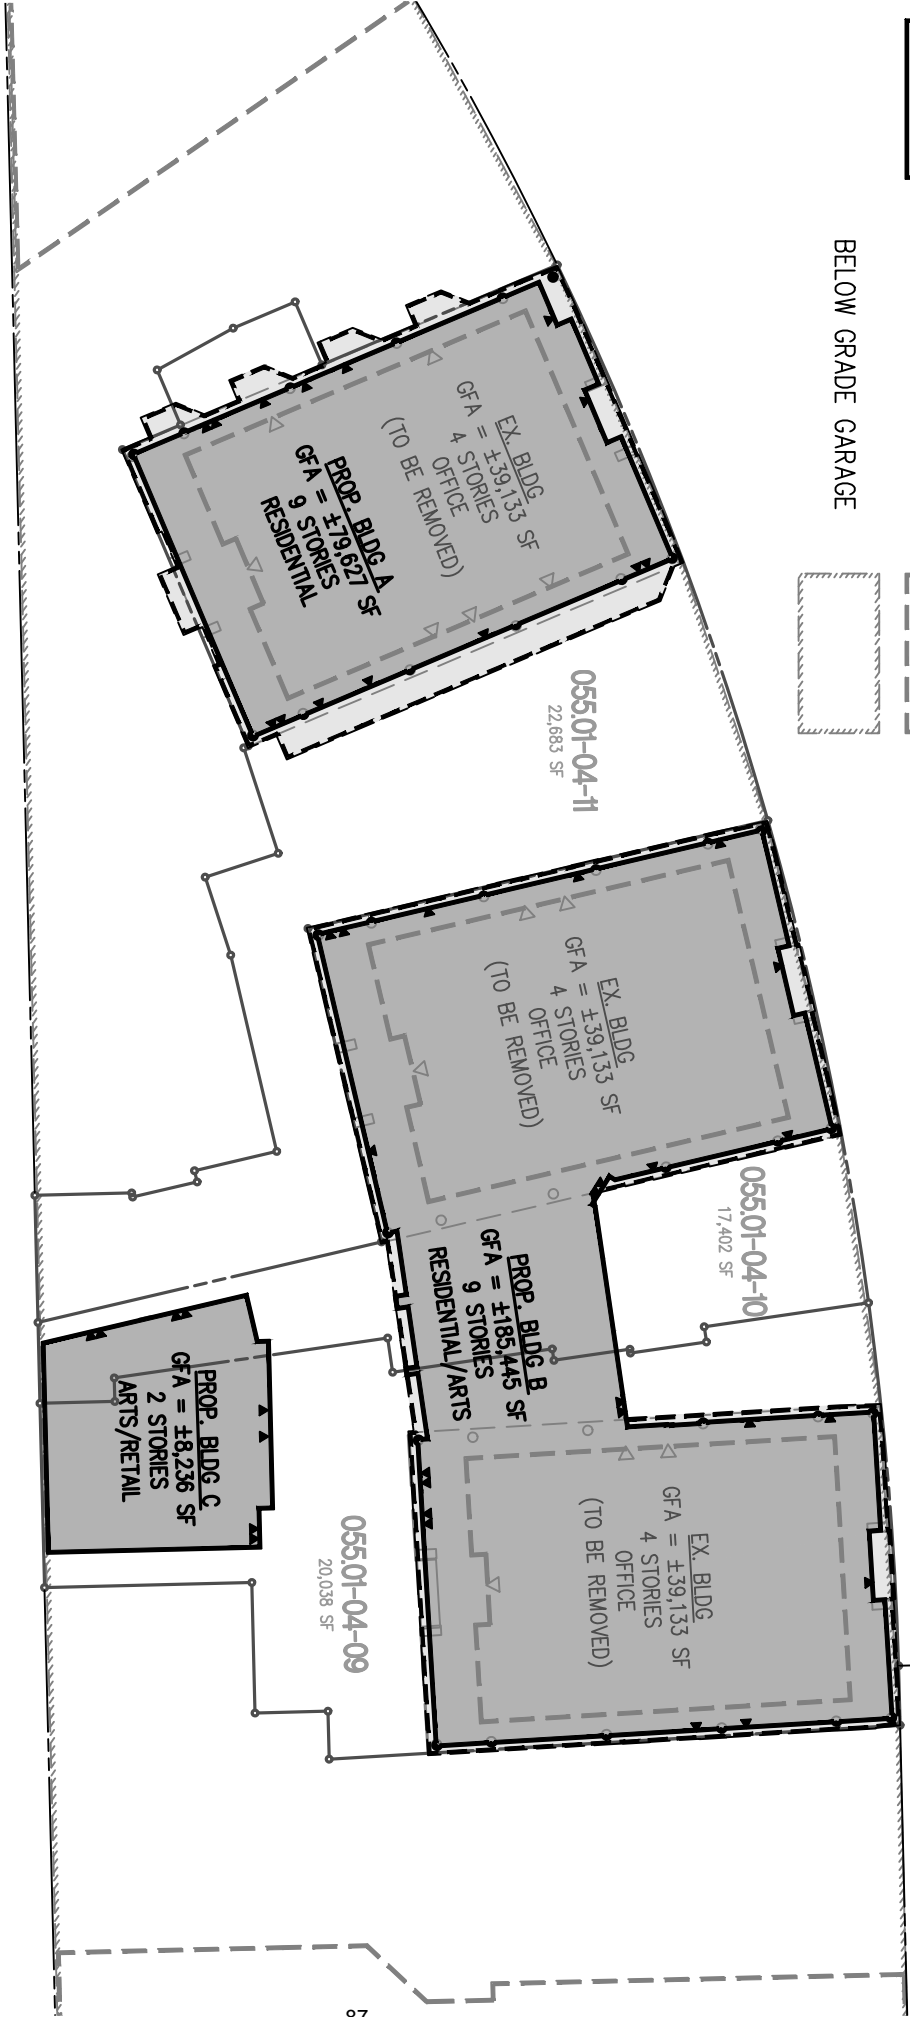 BELOW GRADE GARAGE
EX. BLDG
GFA = ±39,133 SF
4 STORIES
OFFICE
(TO BE REMOVED)
PROP. BLDG A
GFA = ±79,627 SF
9 STORIES
RESIDENTIAL
055.01-04-11
22,683 SF
EX. BLDG
GFA = ±39,133 SF
4 STORIES
OFFICE
(TO BE REMOVED)
055.01-04-10
17,402 SF
PROP. BLDG B
GFA = ±185,445 SF
9 STORIES
RESIDENTIAL/ARTS
PROP. BLDG C
GFA = ±8,236 SF
2 STORIES
ARTS/RETAIL
EX. BLDG
GFA = ±39,133 SF
4 STORIES
OFFICE
(TO BE REMOVED)
055.01-04-09
20,038 SF